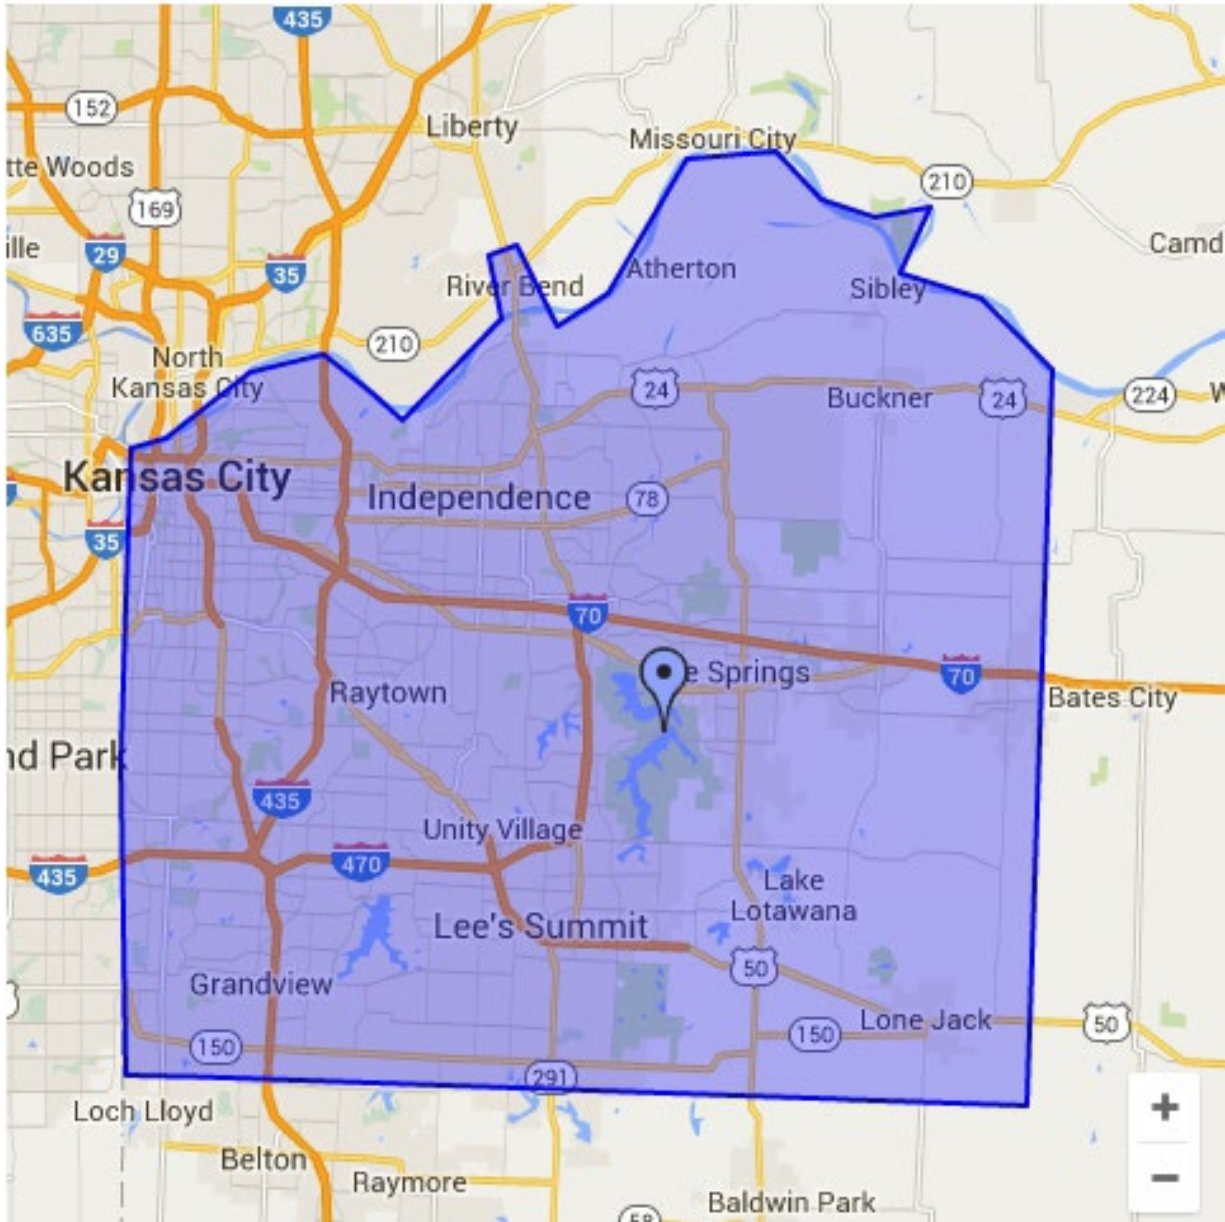 435
152
Liberty
Missouri City
tte Woods
210
169
ille
29
35
Camd
Atherton
River Bend
Sibley
635
210
North
Kansas City
24
Buckner
24
224
W
Kansas City
Independence
78
35
70
e Springs
70
Raytown
Bates City
nd Park
435
Unity Village
470
435
Lake
Lotawana
Lee's Summit
50
Grandview
Lone Jack
50
150
150
291
Loch Lloyd
+
Belton
Raymore
−
Baldwin Park
58